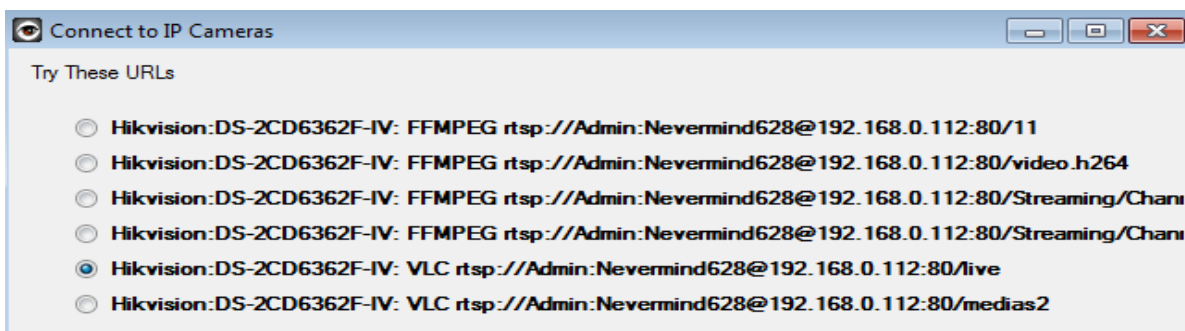 Connect to IP Cameras
Try These URLs
Hikvision:DS-2CD6362F-IV: FFMPEG rtsp://Admin:Nevermind628@192.168.0.112:80/11
Hikvision:DS-2CD6362F-IV: FFMPEG rtsp://Admin:Nevermind628@192.168.0.112:80/video.h264
Hikvision:DS-2CD6362F-IV: FFMPEG rtsp://Admin:Nevermind628@192.168.0.112:80/Streaming/Chan
Hikvision:DS-2CD6362F-IV: FFMPEG rtsp://Admin:Nevermind628@192.168.0.112:80/Streaming/Chan
Hikvision:DS-2CD6362F-IV: VLC rtsp://Admin:Nevermind628@192.168.0.112:80/live
Hikvision:DS-2CD6362F-IV: VLC rtsp://Admin:Nevermind628@192.168.0.112:80/medias2